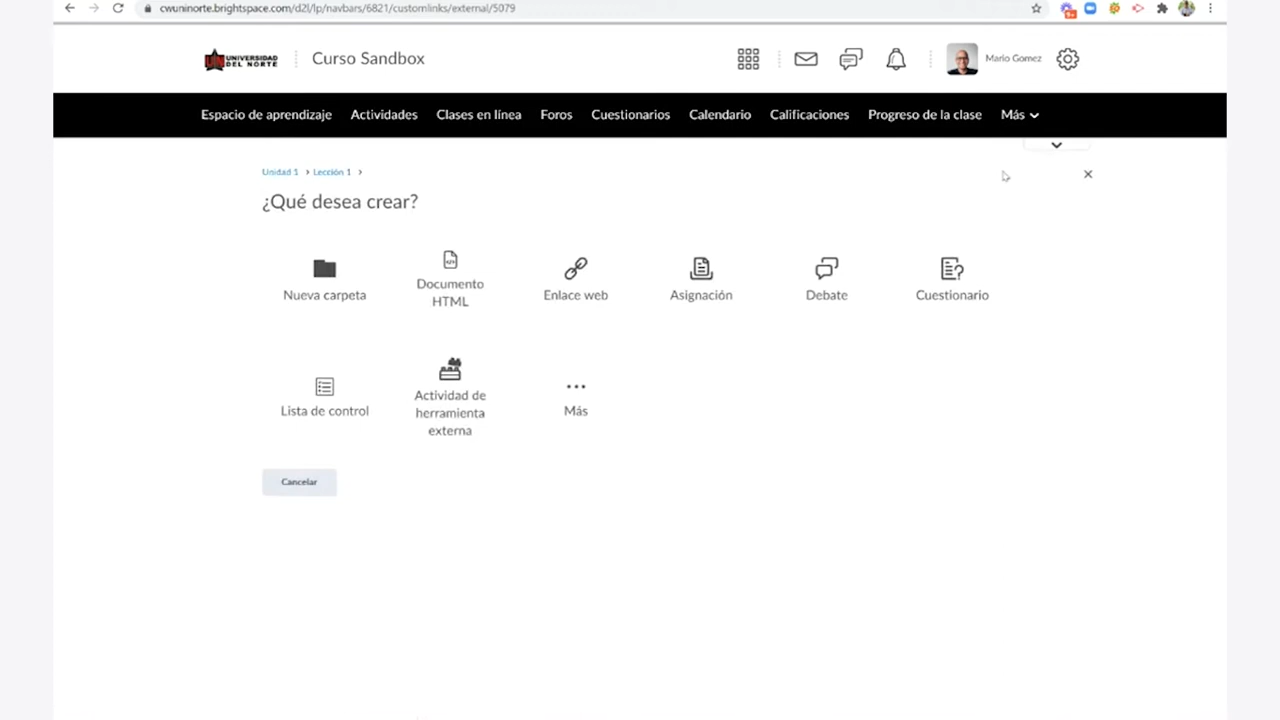 cwuninorte.brightspace.com/d2l/lp/navbars/6821/customlinks/external/5079
UNIVERSIDAD
DEL NORTE
Curso Sandbox
Mario Gomez
Espacio de aprendizaje Actividades Clases en línea Foros Cuestionarios Calendario Calificaciones Progreso de la clase Más
Unidad 1 > Lección 1 >
¿Qué desea crear?
Nueva carpeta
Documento
HTML
Enlace web
Asignación
Debate
Cuestionario
Lista de control
Actividad de
herramienta
externa
Más
Cancelar